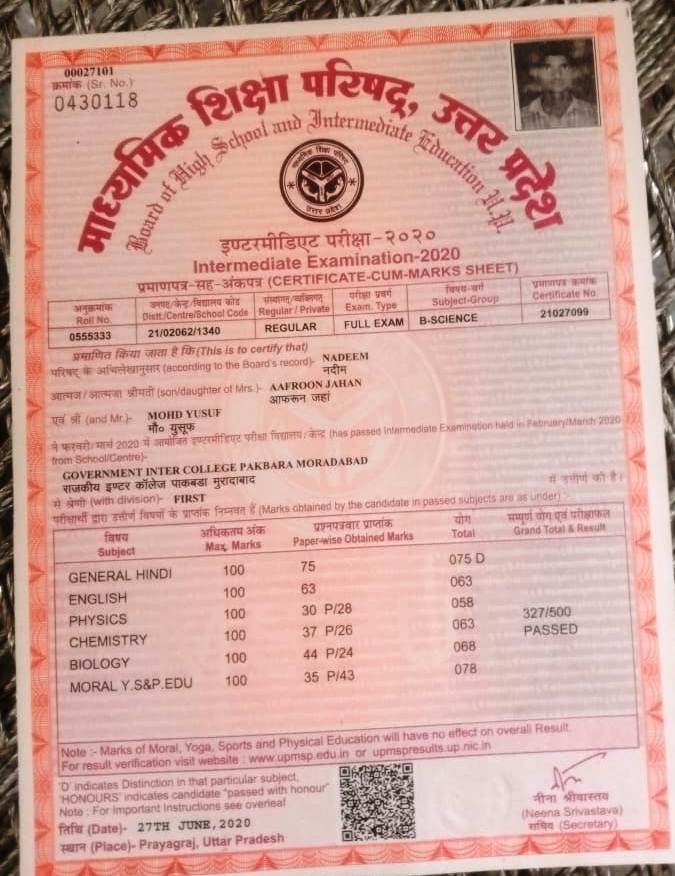 00027101
क्रमांक (Sr. No.)
0430118
माध्यमिक शिक्षा परिषद्, उत्तर प्रदेश
Board of High School and Intermediate Education U.P.
माध्यमिक शिक्षा परिषद
उत्तर प्रदेश
इण्टरमीडिएट परीक्षा-२०२०
Intermediate Examination-2020
प्रमाणपत्र-सह-अंकपत्र (CERTIFICATE-CUM-MARKS SHEET)
अनुक्रमांक जनपद/केन्द्र/विद्यालय कोड संस्थागत/व्यक्तिगत परीक्षा प्रवर्ग विषय-वर्ग प्रमाणपत्र क्रमांक
Roll No. Distt./Centre/School Code Regular / Private Exam. Type Subject-Group Certificate No.
0555333 21/02062/1340 REGULAR FULL EXAM B-SCIENCE 21027099
प्रमाणित किया जाता है कि (This is to certify that)
परिषद् के अभिलेखानुसार (according to the Board's record)- NADEEM
नदीम
आत्मज / आत्मजा श्रीमती (son/daughter of Mrs.)- AAFROON JAHAN
आफरून जहां
एवं श्री (and Mr.)- MOHD YUSUF
मौ० युसूफ
ने फरवरी/मार्च 2020 में आयोजित इण्टरमीडिएट परीक्षा विद्यालय/केन्द्र (has passed Intermediate Examination held in February/March 2020
from School/Centre)-
GOVERNMENT INTER COLLEGE PAKBARA MORADABAD
राजकीय इण्टर कॉलेज पाकबडा मुरादाबाद
में उत्तीर्ण की है।
से श्रेणी (with division)- FIRST
परीक्षार्थी द्वारा उत्तीर्ण विषयों के प्राप्तांक निम्नवत हैं (Marks obtained by the candidate in passed subjects are as under) :-
विषय अधिकतम अंक प्रश्नपत्रवार प्राप्तांक योग सम्पूर्ण योग एवं परीक्षाफल
Subject Max. Marks Paper-wise Obtained Marks Total Grand Total & Result
GENERAL HINDI 100 75 075 D
ENGLISH 100 63 063
PHYSICS 100 30 P/28 058 327/500
CHEMISTRY 100 37 P/26 063 PASSED
BIOLOGY 100 44 P/24 068
MORAL Y.S&P.EDU 100 35 P/43 078
Note :- Marks of Moral, Yoga, Sports and Physical Education will have no effect on overall Result.
For result verification visit website : www.upmsp.edu.in or upmspresults.up.nic.in
'D' indicates Distinction in that particular subject,
'HONOURS' indicates candidate "passed with honour"
Note : For Important Instructions see overleaf
तिथि (Date)- 27TH JUNE,2020
स्थान (Place)- Prayagraj, Uttar Pradesh
नीना श्रीवास्तव
(Neena Srivastava)
सचिव (Secretary)